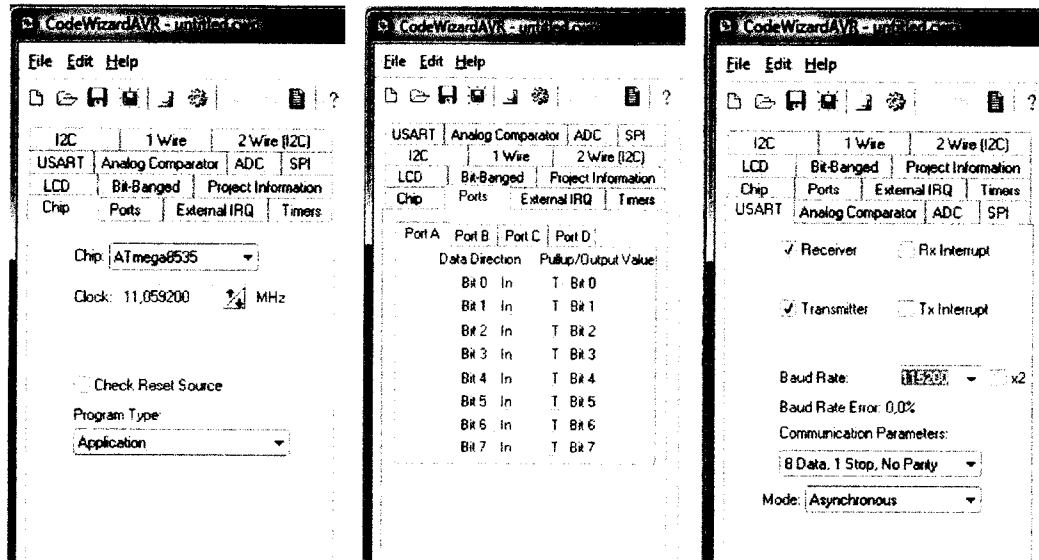 CodeWizardAVR - untitled.cwp
File Edit Help
?
I2C 1 Wire 2 Wire (I2C)
USART Analog Comparator ADC SPI
LCD Bit-Banged Project Information
Chip Ports External IRQ Timers
Chip: ATmega8535
Clock: 11,059200 MHz
Check Reset Source
Program Type:
Application
CodeWizardAVR - untitled.cwp
File Edit Help
?
USART Analog Comparator ADC SPI
I2C 1 Wire 2 Wire (I2C)
LCD Bit-Banged Project Information
Chip Ports External IRQ Timers
Port A Port B Port C Port D
Data Direction Pullup/Output Value
Bit 0 In T Bit 0
Bit 1 In T Bit 1
Bit 2 In T Bit 2
Bit 3 In T Bit 3
Bit 4 In T Bit 4
Bit 5 In T Bit 5
Bit 6 In T Bit 6
Bit 7 In T Bit 7
CodeWizardAVR - untitled.cwp
File Edit Help
?
I2C 1 Wire 2 Wire (I2C)
LCD Bit-Banged Project Information
Chip Ports External IRQ Timers
USART Analog Comparator ADC SPI
Receiver Rx Interrupt
Transmitter Tx Interrupt
Baud Rate: 115200 x2
Baud Rate Error: 0,0%
Communication Parameters:
8 Data, 1 Stop, No Parity
Mode: Asynchronous